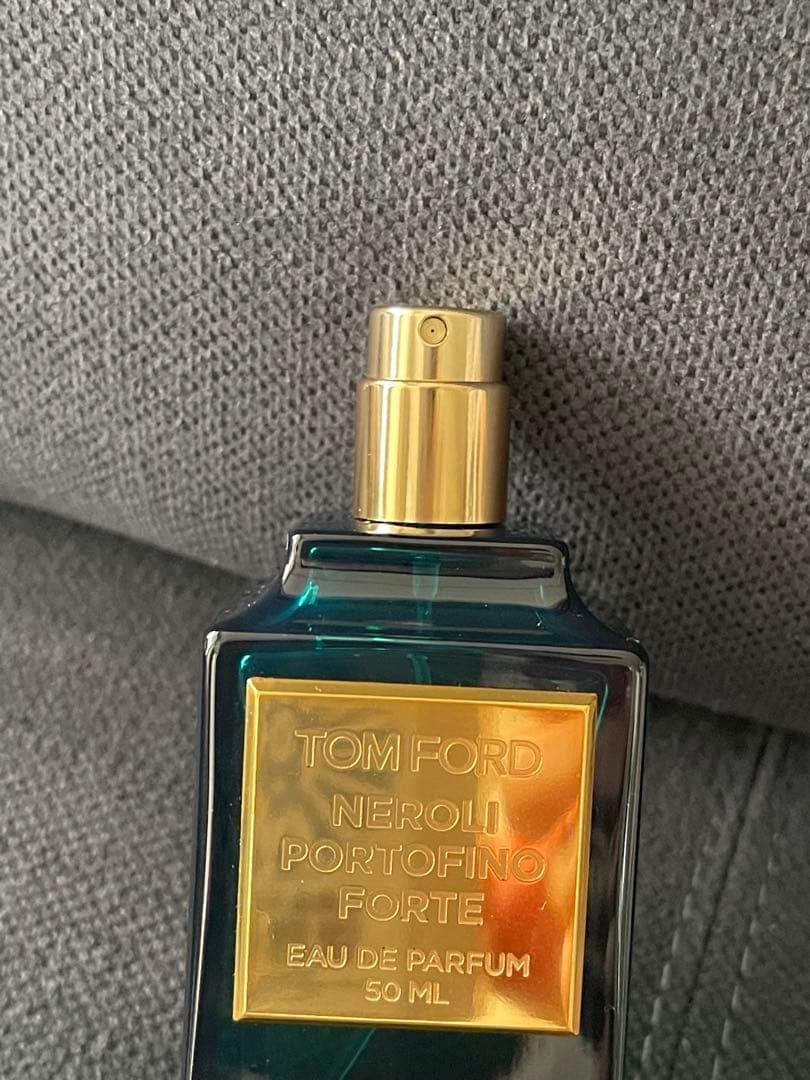 TOM FORD
NEROLI
PORTOFINO
FORTE
EAU DE PARFUM
50 ML